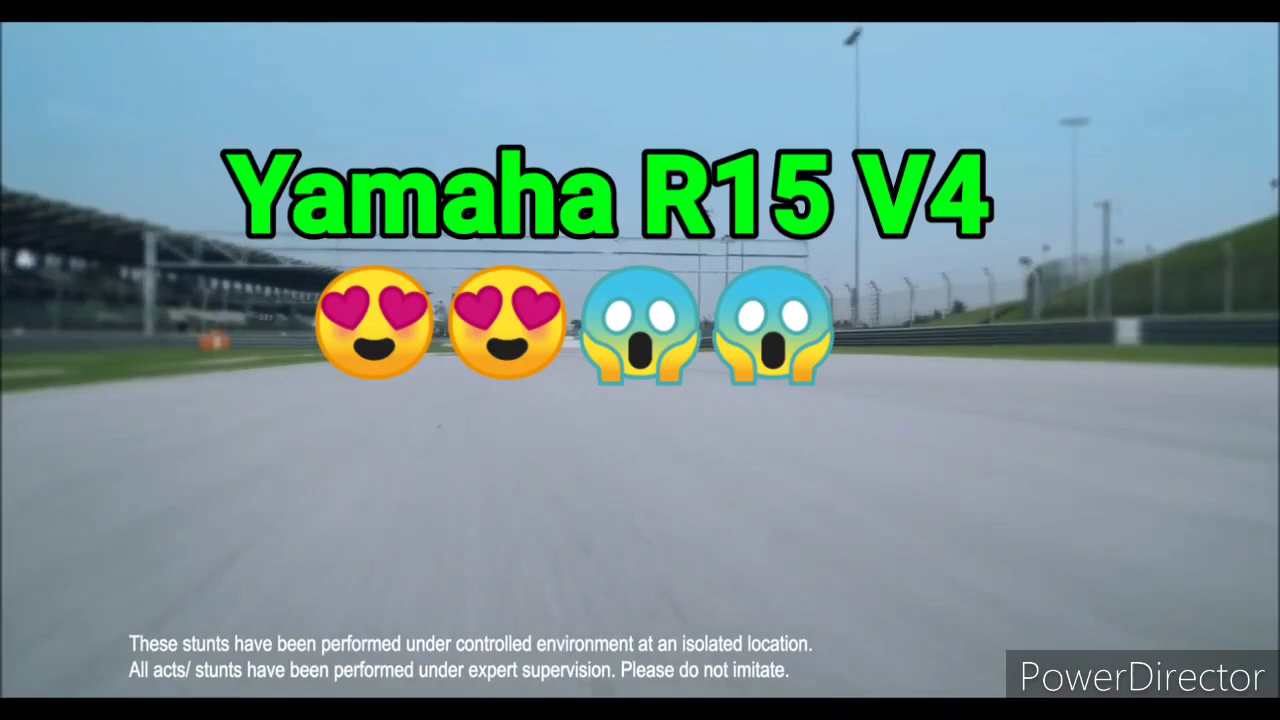 Yamaha R15 V4
😍😍😱😱
These stunts have been performed under controlled environment at an isolated location.
All acts/ stunts have been performed under expert supervision. Please do not imitate.
PowerDirector